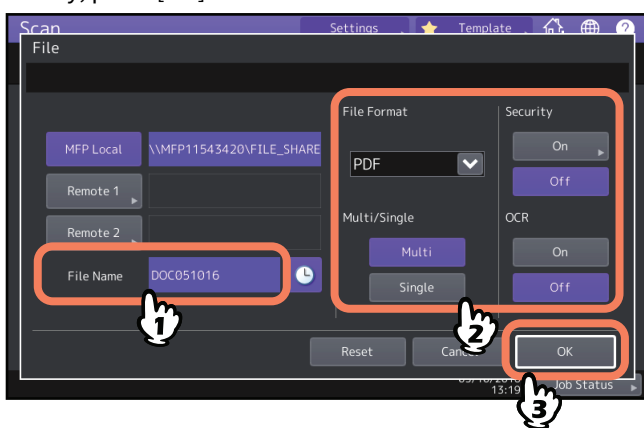 Scan
Settings
Template
?
File
File Format
Security
MFP Local
\\MFP11543420\FILE_SHARE
On
PDF
Off
Remote 1
Multi/Single
OCR
Remote 2
Multi
On
File Name
DOC051016
Single
Off
1
2
Reset
OK
13:19
Job Status
3